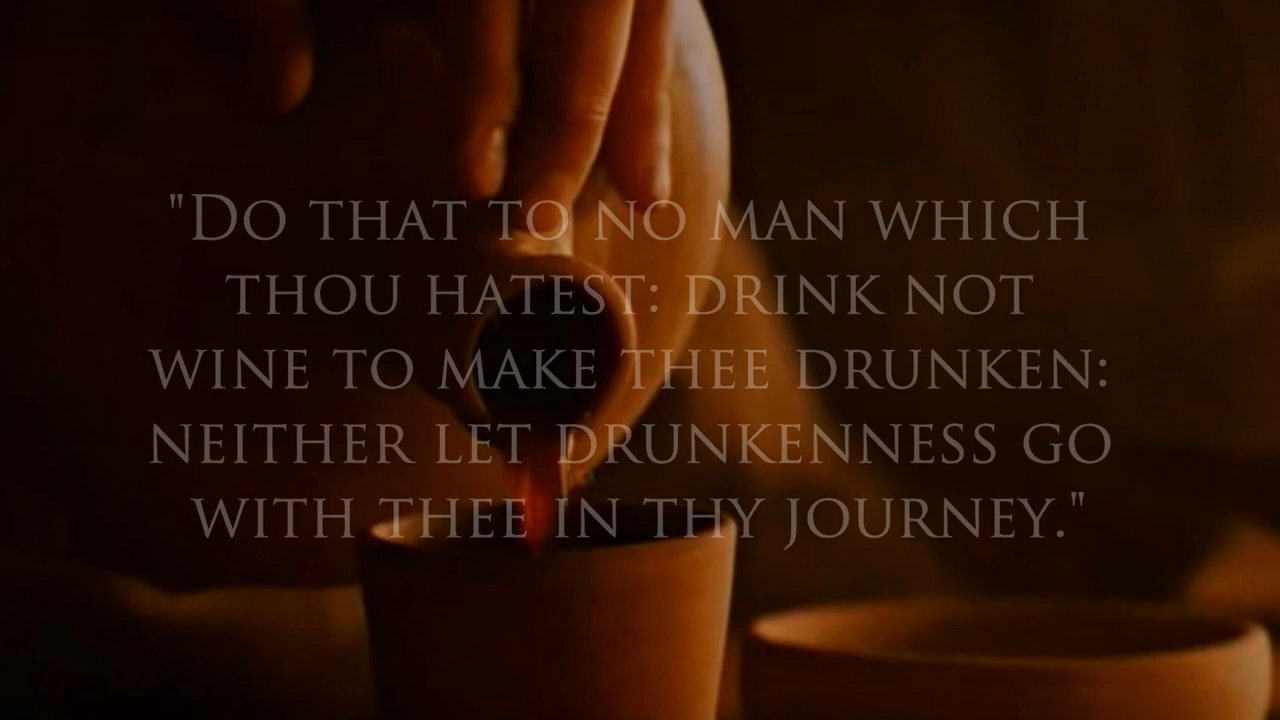 "Do that to no man which
thou hatest: drink not
wine to make thee drunken:
neither let drunkenness go
with thee in thy journey."